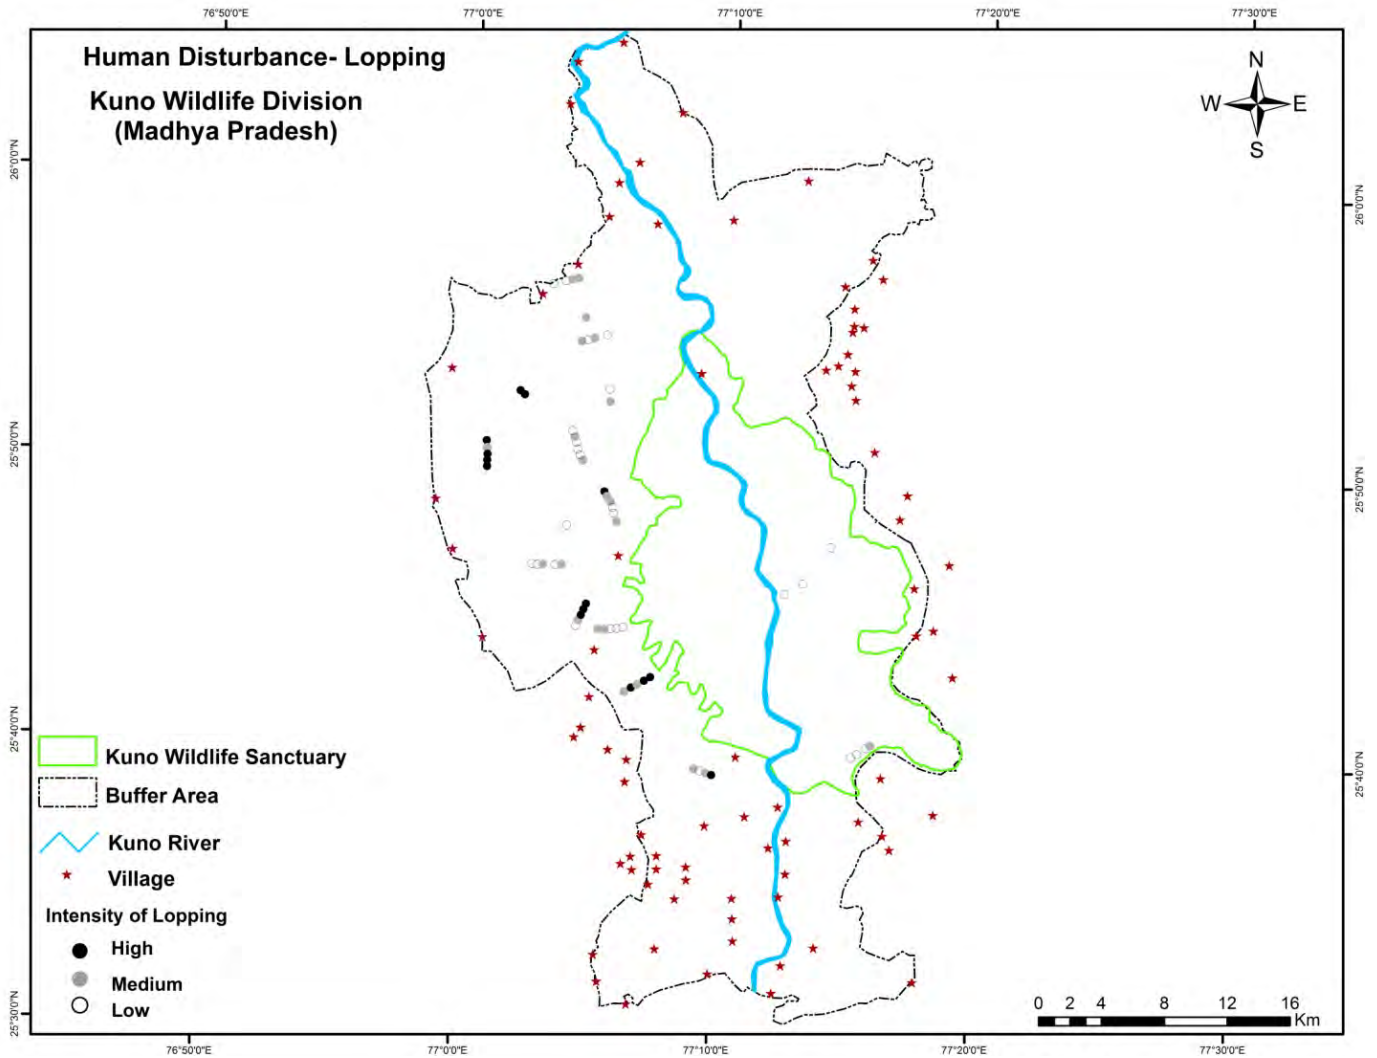 76°50'0"E 77°0'0"E 77°10'0"E 77°20'0"E 77°30'0"E
Human Disturbance- Lopping
Kuno Wildlife Division
(Madhya Pradesh)
N
W E
S
26°0'0"N
26°0'0"N
25°50'0"N
25°50'0"N
25°40'0"N
25°40'0"N
Kuno Wildlife Sanctuary
Buffer Area
Kuno River
Village
Intensity of Lopping
High
Medium
Low
25°30'0"N
0 2 4 8 12 16
Km
76°50'0"E 77°0'0"E 77°10'0"E 77°20'0"E 77°30'0"E